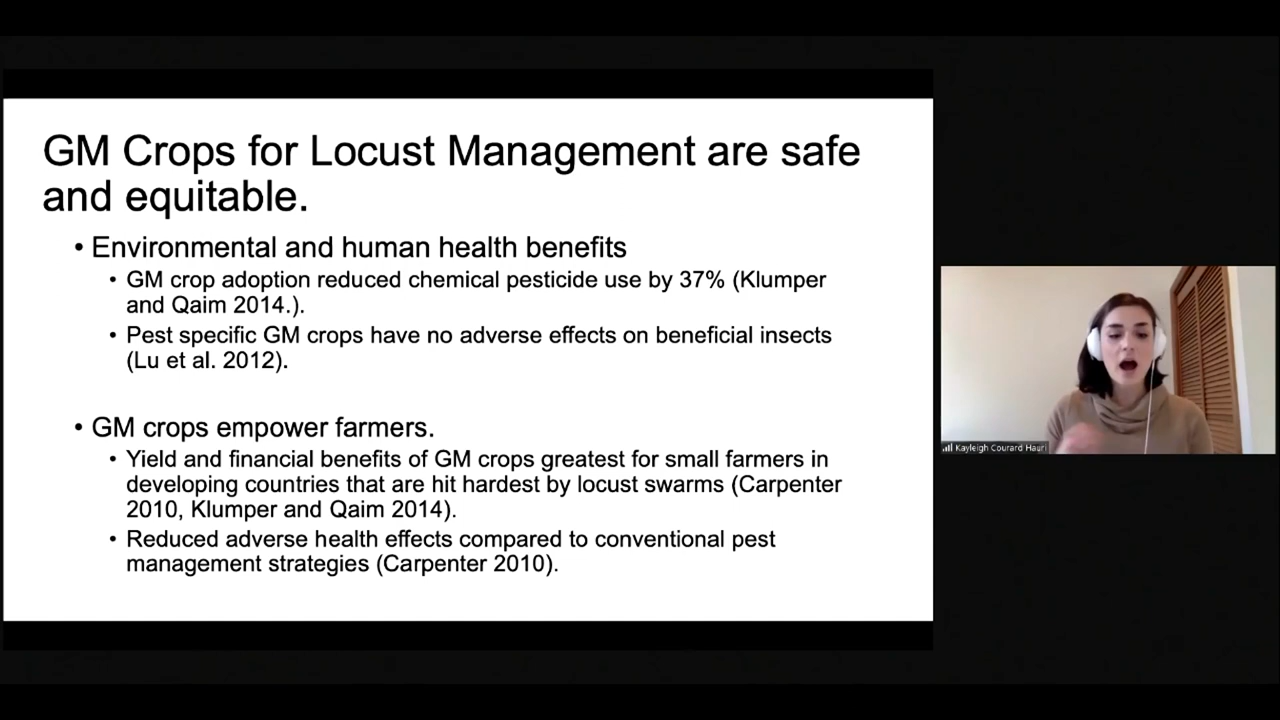 GM Crops for Locust Management are safe
and equitable.
• Environmental and human health benefits
• GM crop adoption reduced chemical pesticide use by 37% (Klumper
and Qaim 2014.).
• Pest specific GM crops have no adverse effects on beneficial insects
(Lu et al. 2012).
• GM crops empower farmers.
• Yield and financial benefits of GM crops greatest for small farmers in
developing countries that are hit hardest by locust swarms (Carpenter
2010, Klumper and Qaim 2014).
• Reduced adverse health effects compared to conventional pest
management strategies (Carpenter 2010).
Kayleigh Courard Hauri